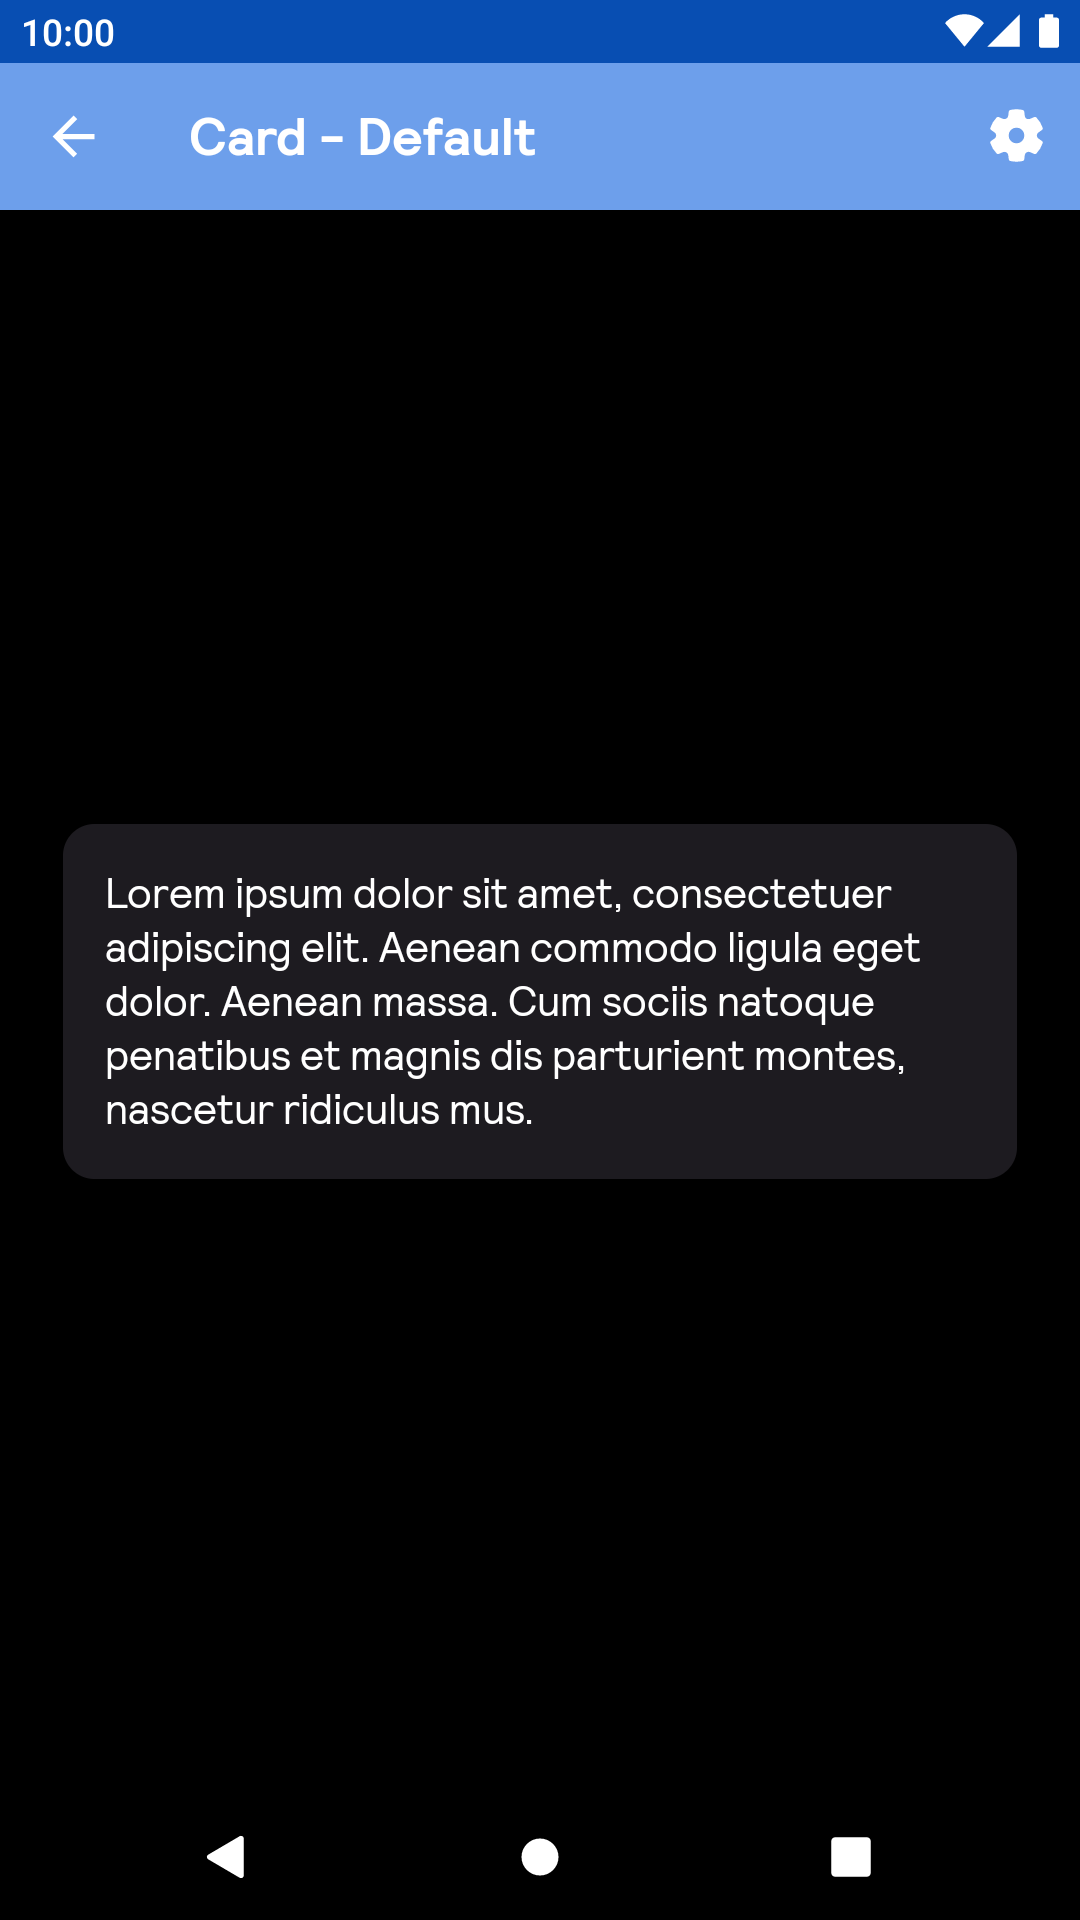 10:00
Card - Default
Lorem ipsum dolor sit amet, consectetuer
adipiscing elit. Aenean commodo ligula eget
dolor. Aenean massa. Cum sociis natoque
penatibus et magnis dis parturient montes,
nascetur ridiculus mus.